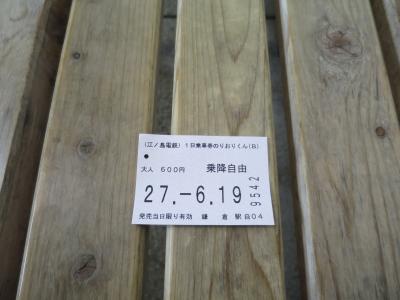 (江ノ島電鉄) 1日乗車券のりおりくん(B)
●
大人 600円 乗降自由
27.-6.19
9542
発売当日限り有効 鎌 倉 駅自04